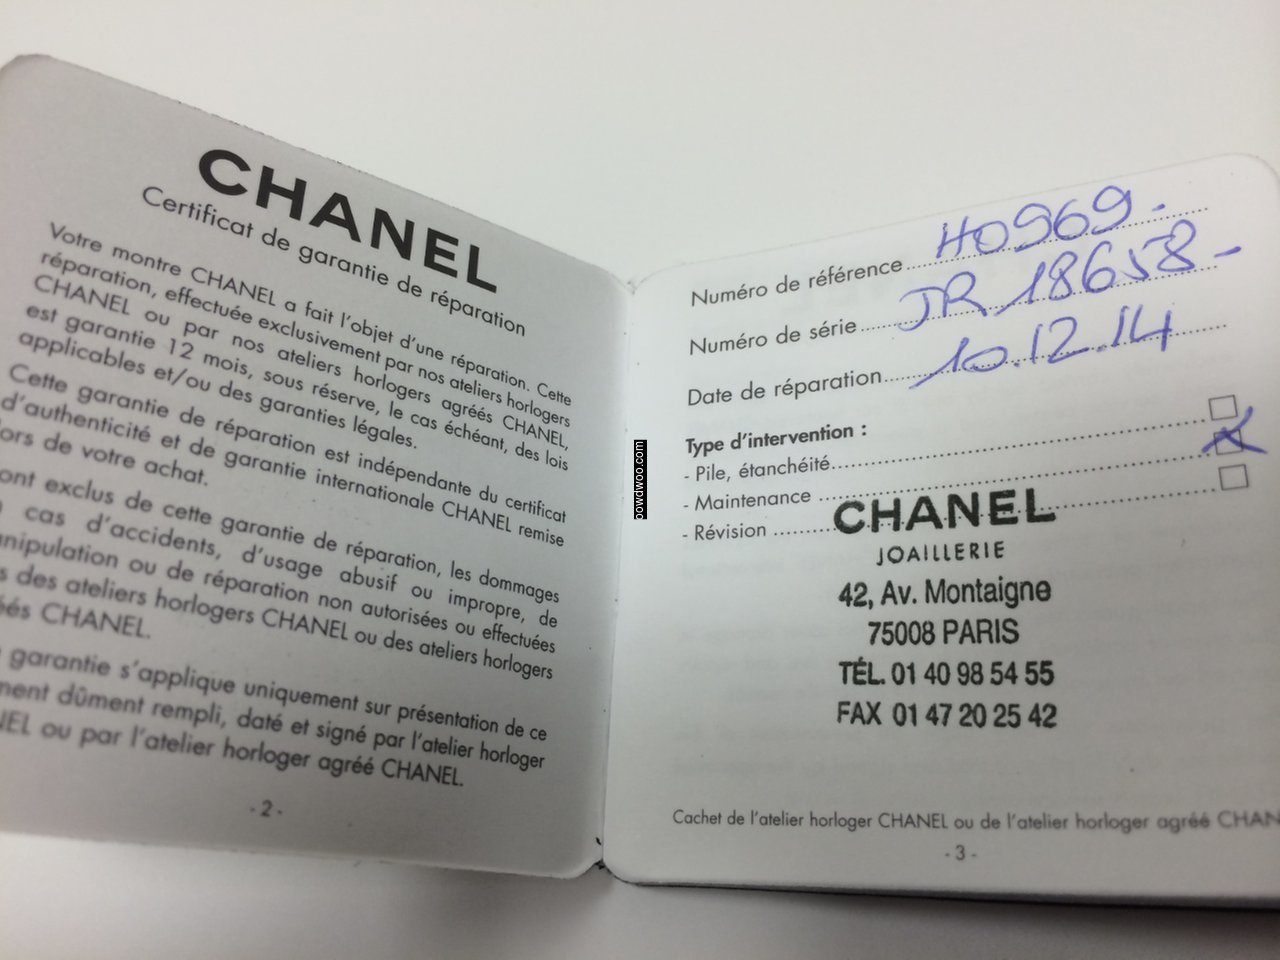 CHANEL
Certificat de garantie de réparation
Votre montre CHANEL a fait l'objet d'une réparation. Cette
réparation, effectuée exclusivement par nos ateliers horlogers
CHANEL ou par nos ateliers horlogers agréés CHANEL,
est garantie 12 mois, sous réserve, le cas échéant, des lois
applicables et/ou des garanties légales.
Cette garantie de réparation est indépendante du certificat
d'authenticité et de garantie internationale CHANEL remise
lors de votre achat.
ont exclus de cette garantie de réparation, les dommages
cas d'accidents, d'usage abusif ou impropre, de
nipulation ou de réparation non autorisées ou effectuées
s des ateliers horlogers CHANEL ou des ateliers horlogers
éés CHANEL.
garantie s'applique uniquement sur présentation de ce
ment dûment rempli, daté et signé par l'atelier horloger
NEL ou par l'atelier horloger agréé CHANEL.
- 2 -
powdwoo.com
Numéro de référence H0969.
Numéro de série JR 18658-
Date de réparation 10.12.14
Type d'intervention :
- Pile, étanchéité
- Maintenance
- Révision
CHANEL
JOAILLERIE
42, Av. Montaigne
75008 PARIS
TÉL. 01 40 98 54 55
FAX 01 47 20 25 42
Cachet de l'atelier horloger CHANEL ou de l'atelier horloger agréé CHAN
- 3 -